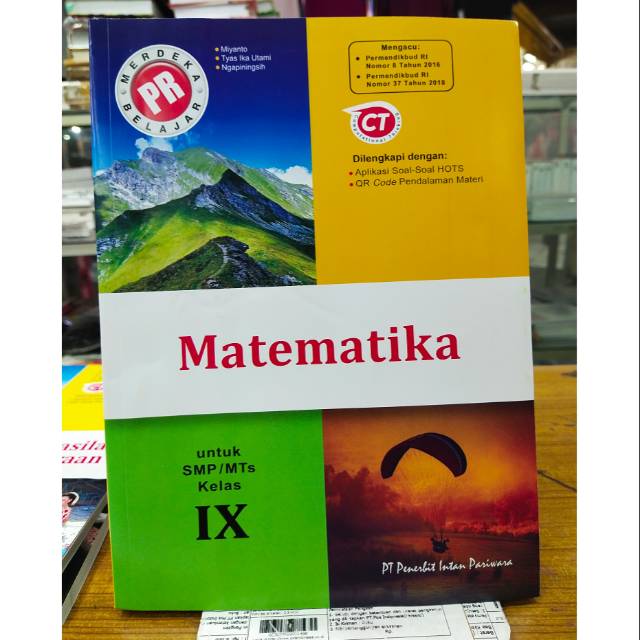 MERDEKA
PR
BELAJAR
• Miyanto
• Tyas Ika Utami
• Ngapiningsih
Mengacu:
• Permendikbud RI
Nomor 8 Tahun 2016
• Permendikbud RI
Nomor 37 Tahun 2018
CT
Computational Thinking
Dilengkapi dengan:
• Aplikasi Soal-Soal HOTS
• QR Code Pendalaman Materi
Matematika
untuk
SMP/MTs
Kelas
IX
PT Penerbit Intan Pariwara